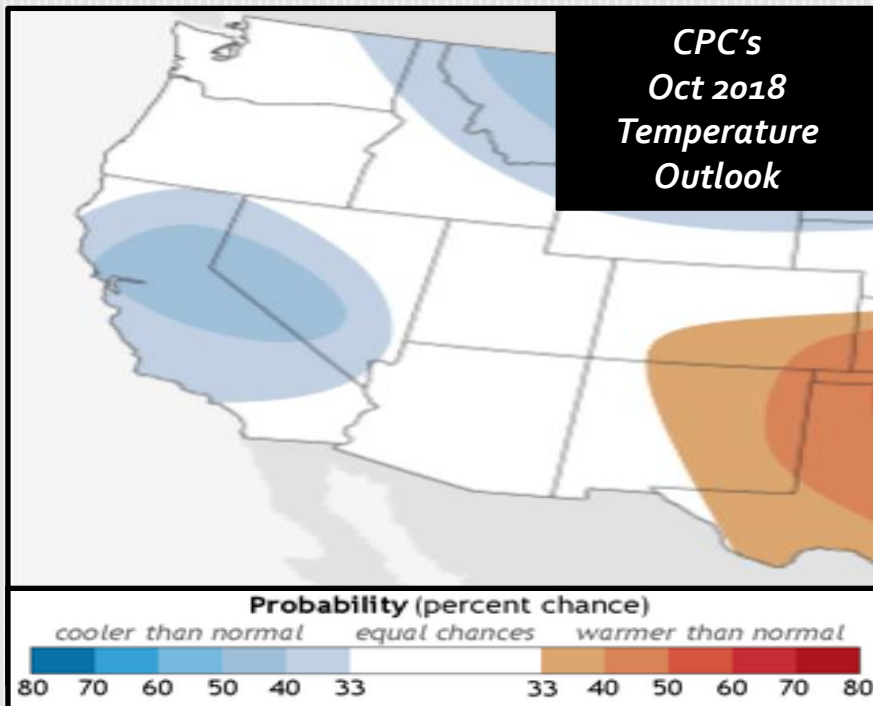 CPC's
Oct 2018
Temperature
Outlook
Probability (percent chance)
cooler than normal equal chances warmer than normal
80 70 60 50 40 33 33 40 50 60 70 80